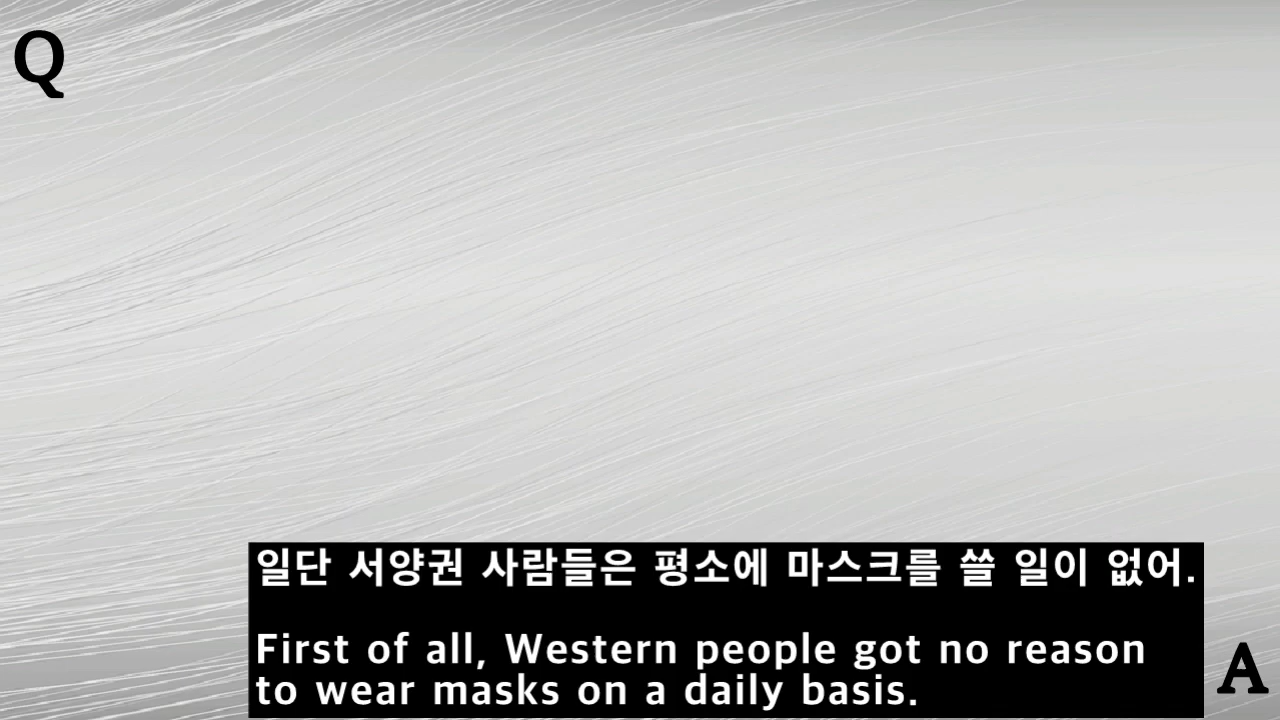 Q
일단 서양권 사람들은 평소에 마스크를 쓸 일이 없어.
First of all, Western people got no reason
to wear masks on a daily basis.
A